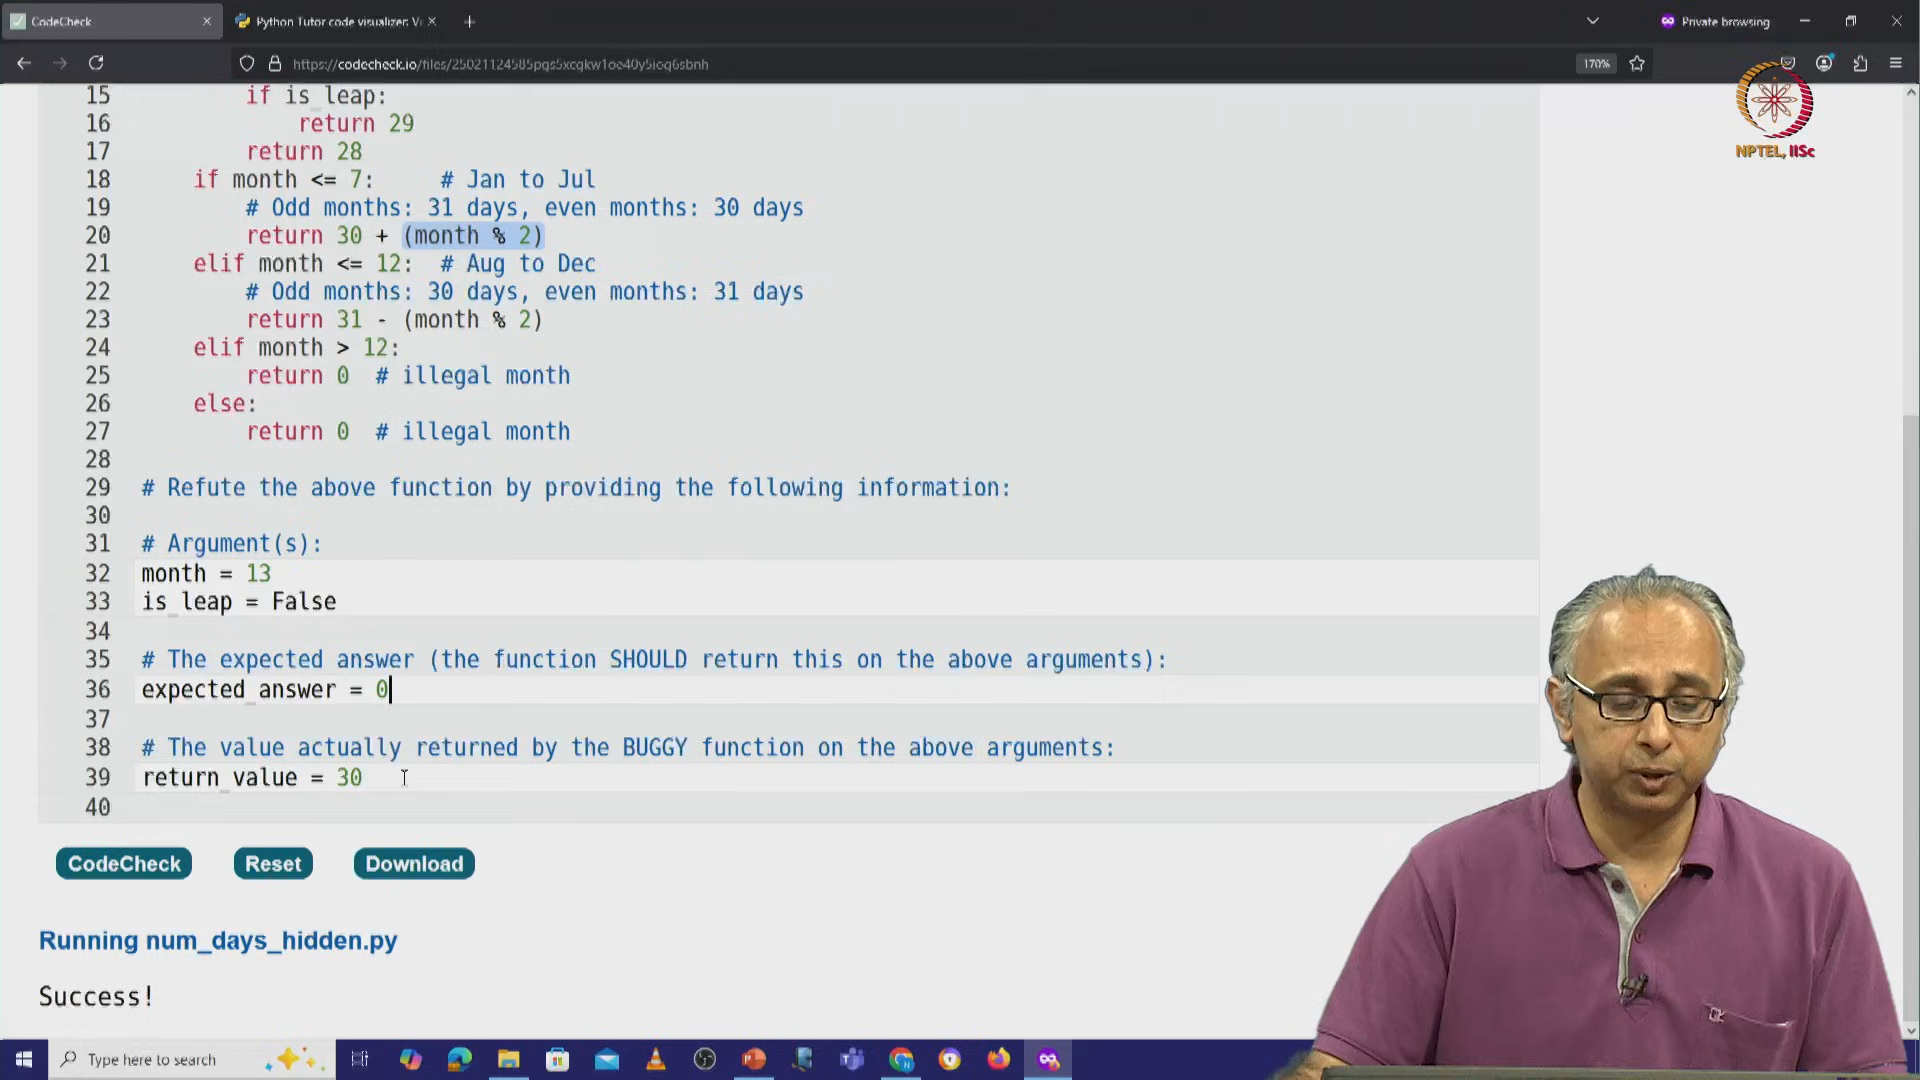 CodeCheck
Python Tutor code visualizer: V
Private browsing
https://codecheck.io/files/25021124585pgs5xcgkw1oe40y5iog6sbnh
170%
NPTEL, IISc
15 if is_leap:
16 return 29
17 return 28
18 if month <= 7: # Jan to Jul
19 # Odd months: 31 days, even months: 30 days
20 return 30 + (month % 2)
21 elif month <= 12: # Aug to Dec
22 # Odd months: 30 days, even months: 31 days
23 return 31 - (month % 2)
24 elif month > 12:
25 return 0 # illegal month
26 else:
27 return 0 # illegal month
28
29 # Refute the above function by providing the following information:
30
31 # Argument(s):
32 month = 13
33 is_leap = False
34
35 # The expected answer (the function SHOULD return this on the above arguments):
36 expected_answer = 0
37
38 # The value actually returned by the BUGGY function on the above arguments:
39 return_value = 30
40
CodeCheck Reset Download
Running num_days_hidden.py
Success!
Type here to search